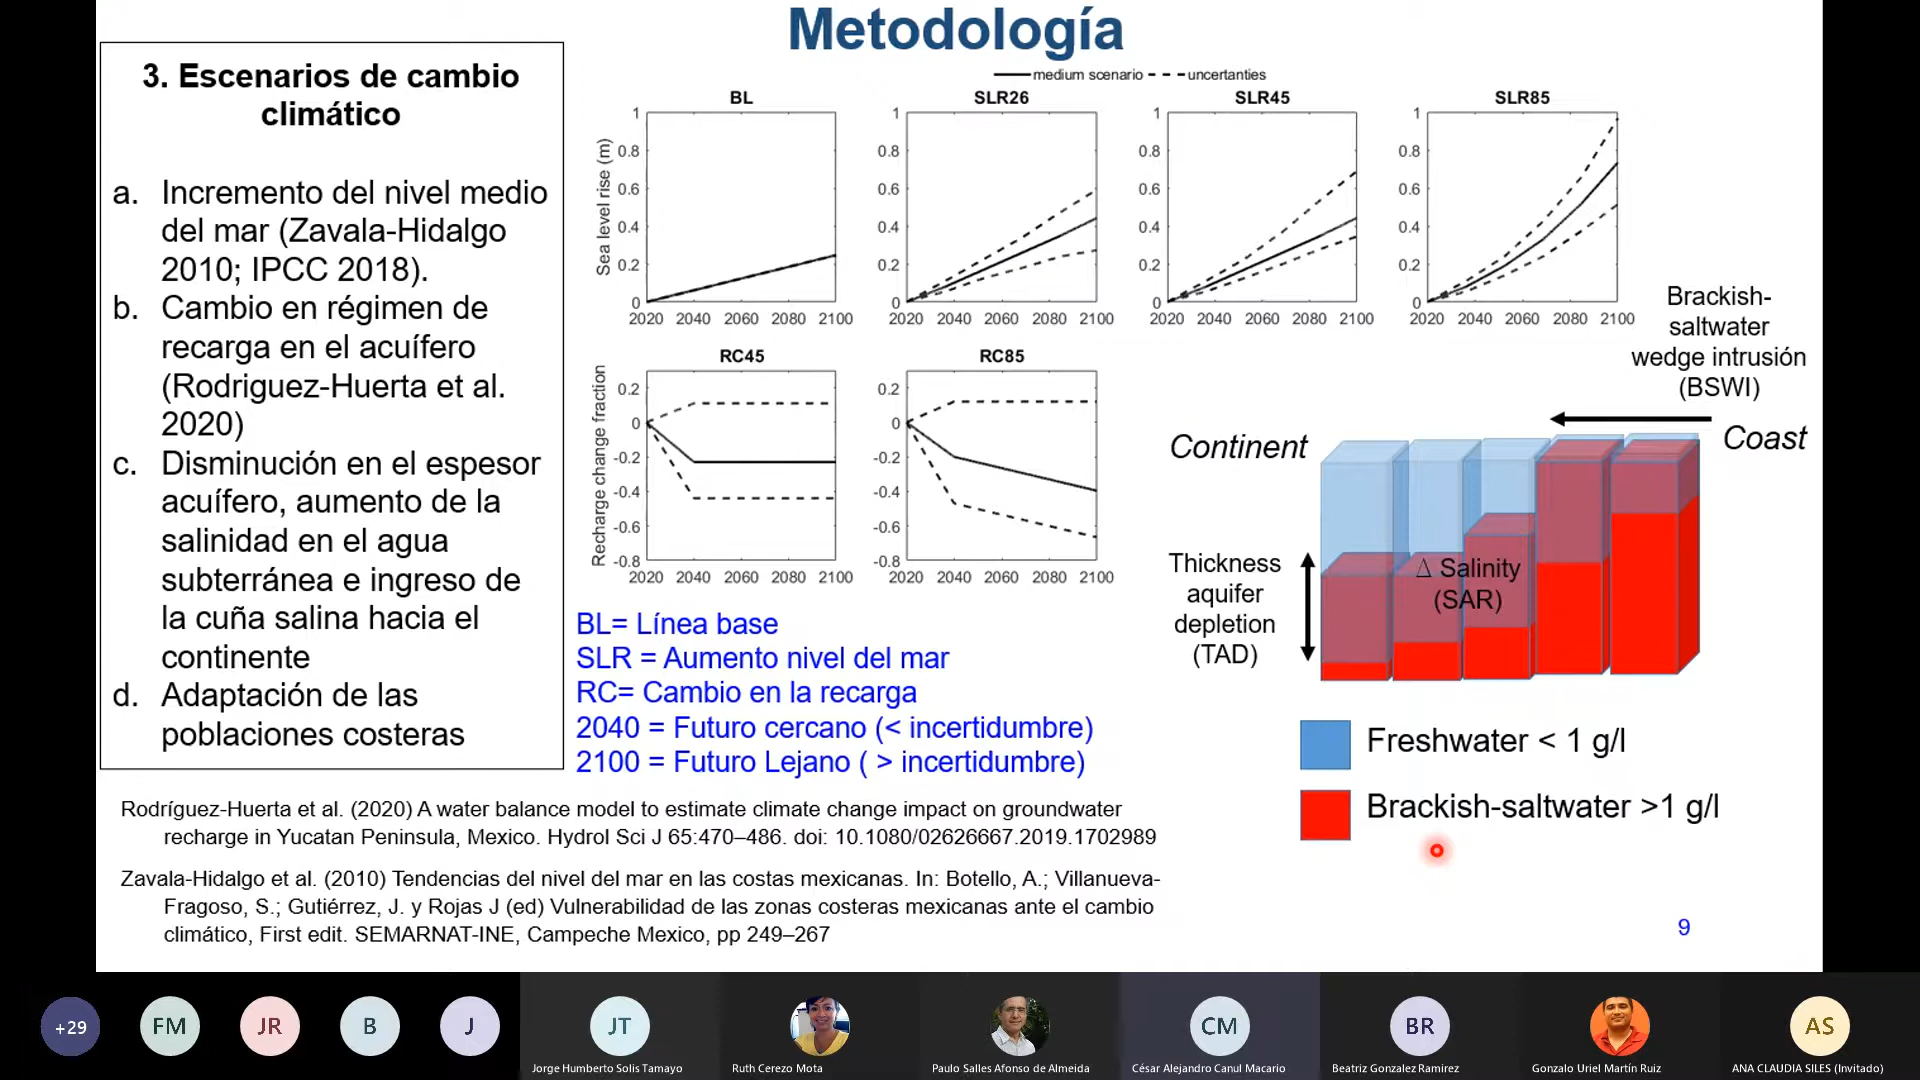 Metodología
3. Escenarios de cambio
climático
a. Incremento del nivel medio
del mar (Zavala-Hidalgo
2010; IPCC 2018).
b. Cambio en régimen de
recarga en el acuífero
(Rodriguez-Huerta et al.
2020)
c. Disminución en el espesor
acuífero, aumento de la
salinidad en el agua
subterránea e ingreso de
la cuña salina hacia el
continente
d. Adaptación de las
poblaciones costeras
medium scenario uncertanties
BL
Sea level rise (m)
1
0.8
0.6
0.4
0.2
0
2020 2040 2060 2080 2100
SLR26
1
0.8
0.6
0.4
0.2
0
2020 2040 2060 2080 2100
SLR45
1
0.8
0.6
0.4
0.2
0
2020 2040 2060 2080 2100
SLR85
1
0.8
0.6
0.4
0.2
0
2020 2040 2060 2080 2100
RC45
Recharge change fraction
0.2
0
-0.2
-0.4
-0.6
-0.8
2020 2040 2060 2080 2100
RC85
0.2
0
-0.2
-0.4
-0.6
-0.8
2020 2040 2060 2080 2100
BL= Línea base
SLR = Aumento nivel del mar
RC= Cambio en la recarga
2040 = Futuro cercano (< incertidumbre)
2100 = Futuro Lejano ( > incertidumbre)
Brackish-
saltwater
wedge intrusión
(BSWI)
Continent
Coast
Thickness
aquifer
depletion
(TAD)
Δ Salinity
(SAR)
Freshwater < 1 g/l
Brackish-saltwater >1 g/l
Rodríguez-Huerta et al. (2020) A water balance model to estimate climate change impact on groundwater
recharge in Yucatan Peninsula, Mexico. Hydrol Sci J 65:470–486. doi: 10.1080/02626667.2019.1702989
Zavala-Hidalgo et al. (2010) Tendencias del nivel del mar en las costas mexicanas. In: Botello, A.; Villanueva-
Fragoso, S.; Gutiérrez, J. y Rojas J (ed) Vulnerabilidad de las zonas costeras mexicanas ante el cambio
climático, First edit. SEMARNAT-INE, Campeche Mexico, pp 249–267
9
+29
FM
JR
B
J
JT
CM
BR
AS
Jorge Humberto Solis Tamayo
Ruth Cerezo Mota
Paulo Salles Afonso de Almeida
César Alejandro Canul Macario
Beatriz Gonzalez Ramirez
Gonzalo Uriel Martín Ruiz
ANA CLAUDIA SILES (Invitado)